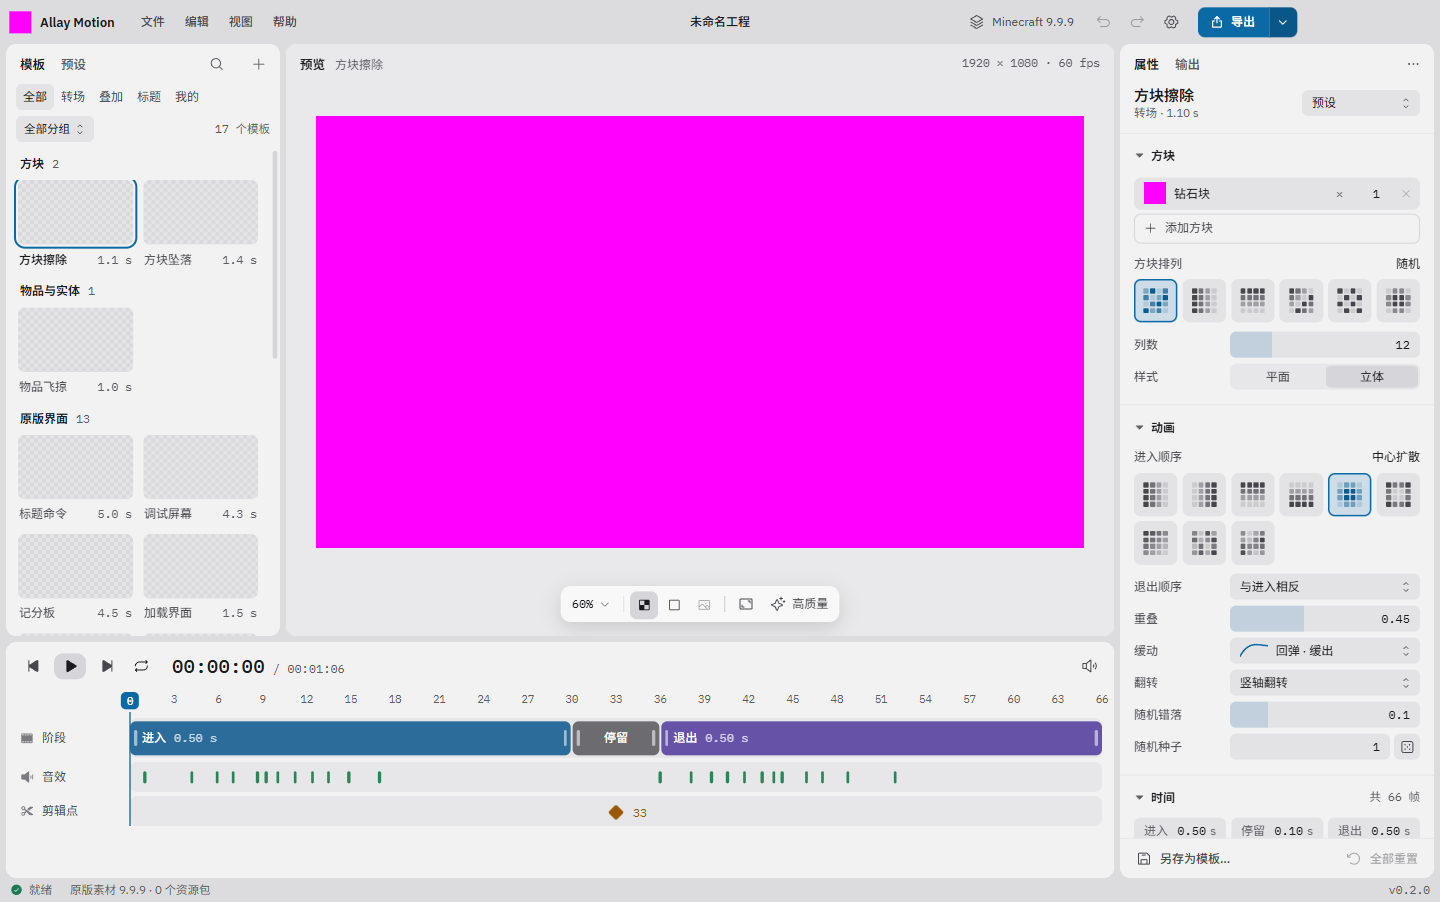 Allay Motion 文件 编辑 视图 帮助 未命名工程 Minecraft 9.9.9 导出
模板 预设
全部 转场 叠加 标题 我的
全部分组 17 个模板
方块 2
方块擦除 1.1 s 方块坠落 1.4 s
物品与实体 1
物品飞掠 1.0 s
原版界面 13
标题命令 5.0 s 调试屏幕 4.3 s
记分板 4.5 s 加载界面 1.5 s
预览 方块擦除 1920 × 1080 · 60 fps
60% 高质量
属性 输出
方块擦除 预设
转场 · 1.10 s
方块
钻石块 × 1 ×
添加方块
方块排列 随机
列数 12
样式 平面 立体
动画
进入顺序 中心扩散
退出顺序 与进入相反
重叠 0.45
缓动 回弹 · 缓出
翻转 竖轴翻转
随机错落 0.1
随机种子 1
时间 共 66 帧
进入 0.50 s 停留 0.10 s 退出 0.50 s
另存为模板... 全部重置
00:00:00 / 00:01:06
0 3 6 9 12 15 18 21 24 27 30 33 36 39 42 45 48 51 54 57 60 63 66
阶段 进入 0.50 s 停留 退出 0.50 s
音效
剪辑点 33
就绪 原版素材 9.9.9 · 0 个资源包 v0.2.0